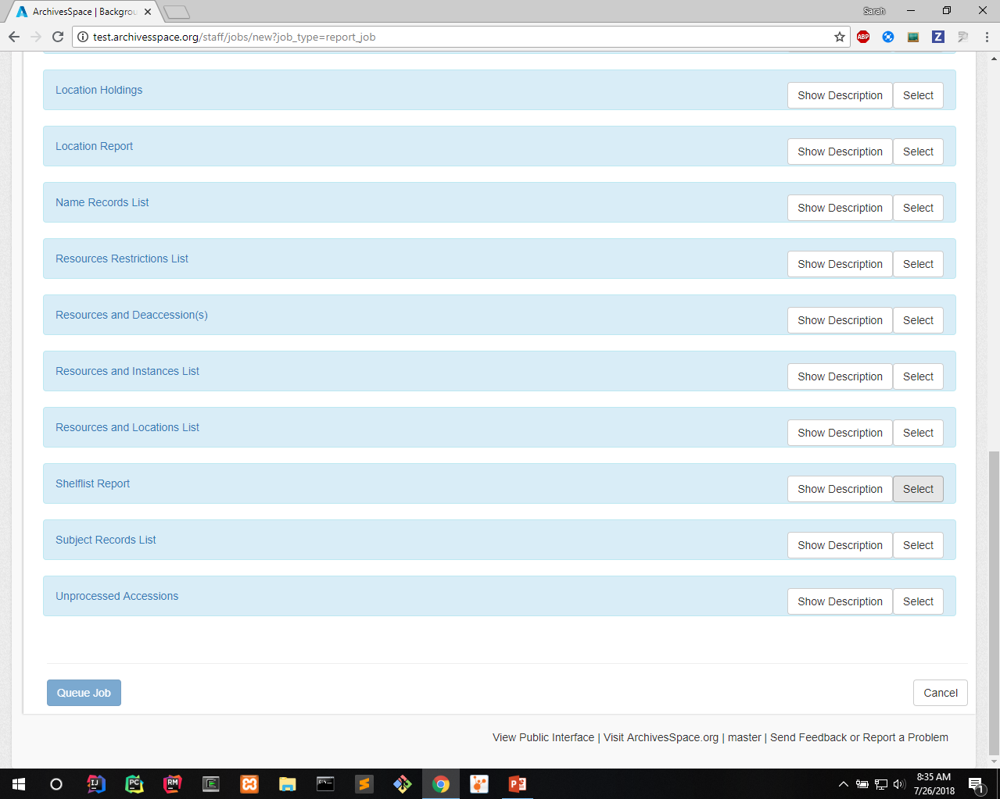 ArchivesSpace | Backgrou
Sarah
test.archivesspace.org/staff/jobs/new?job_type=report_job
ABP
Z
Location Holdings
Show Description
Select
Location Report
Show Description
Select
Name Records List
Show Description
Select
Resources Restrictions List
Show Description
Select
Resources and Deaccession(s)
Show Description
Select
Resources and Instances List
Show Description
Select
Resources and Locations List
Show Description
Select
Shelflist Report
Show Description
Select
Subject Records List
Show Description
Select
Unprocessed Accessions
Show Description
Select
Queue Job
Cancel
View Public Interface | Visit ArchivesSpace.org | master | Send Feedback or Report a Problem
IJ
PC
RM
8:35 AM
7/26/2018
1